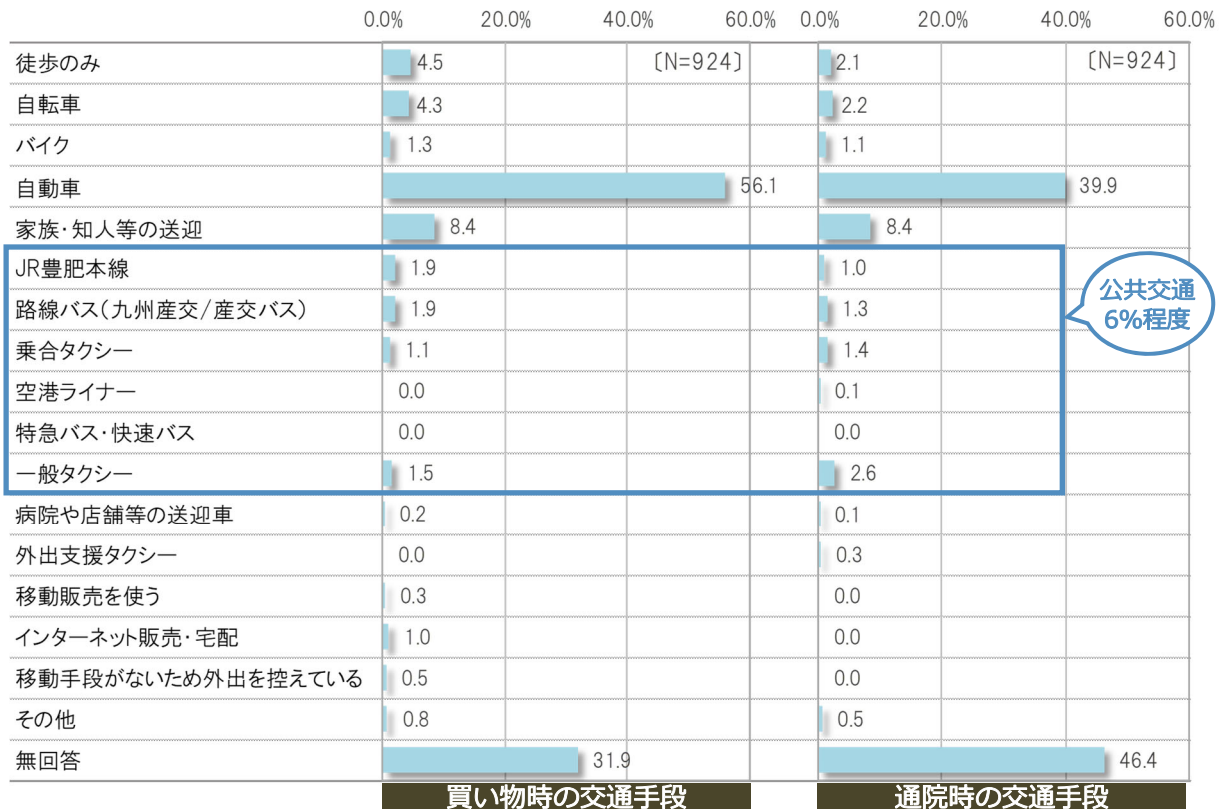 0.0% 20.0% 40.0% 60.0% 0.0% 20.0% 40.0% 60.0%
徒歩のみ 4.5 〔N=924〕 2.1 〔N=924〕
自転車 4.3 2.2
バイク 1.3 1.1
自動車 56.1 39.9
家族・知人等の送迎 8.4 8.4
JR豊肥本線 1.9 1.0
路線バス(九州産交/産交バス) 1.9 1.3
乗合タクシー 1.1 1.4
空港ライナー 0.0 0.1
特急バス・快速バス 0.0 0.0
一般タクシー 1.5 2.6
公共交通
6%程度
病院や店舗等の送迎車 0.2 0.1
外出支援タクシー 0.0 0.3
移動販売を使う 0.3 0.0
インターネット販売・宅配 1.0 0.0
移動手段がないため外出を控えている 0.5 0.0
その他 0.8 0.5
無回答 31.9 46.4
買い物時の交通手段 通院時の交通手段